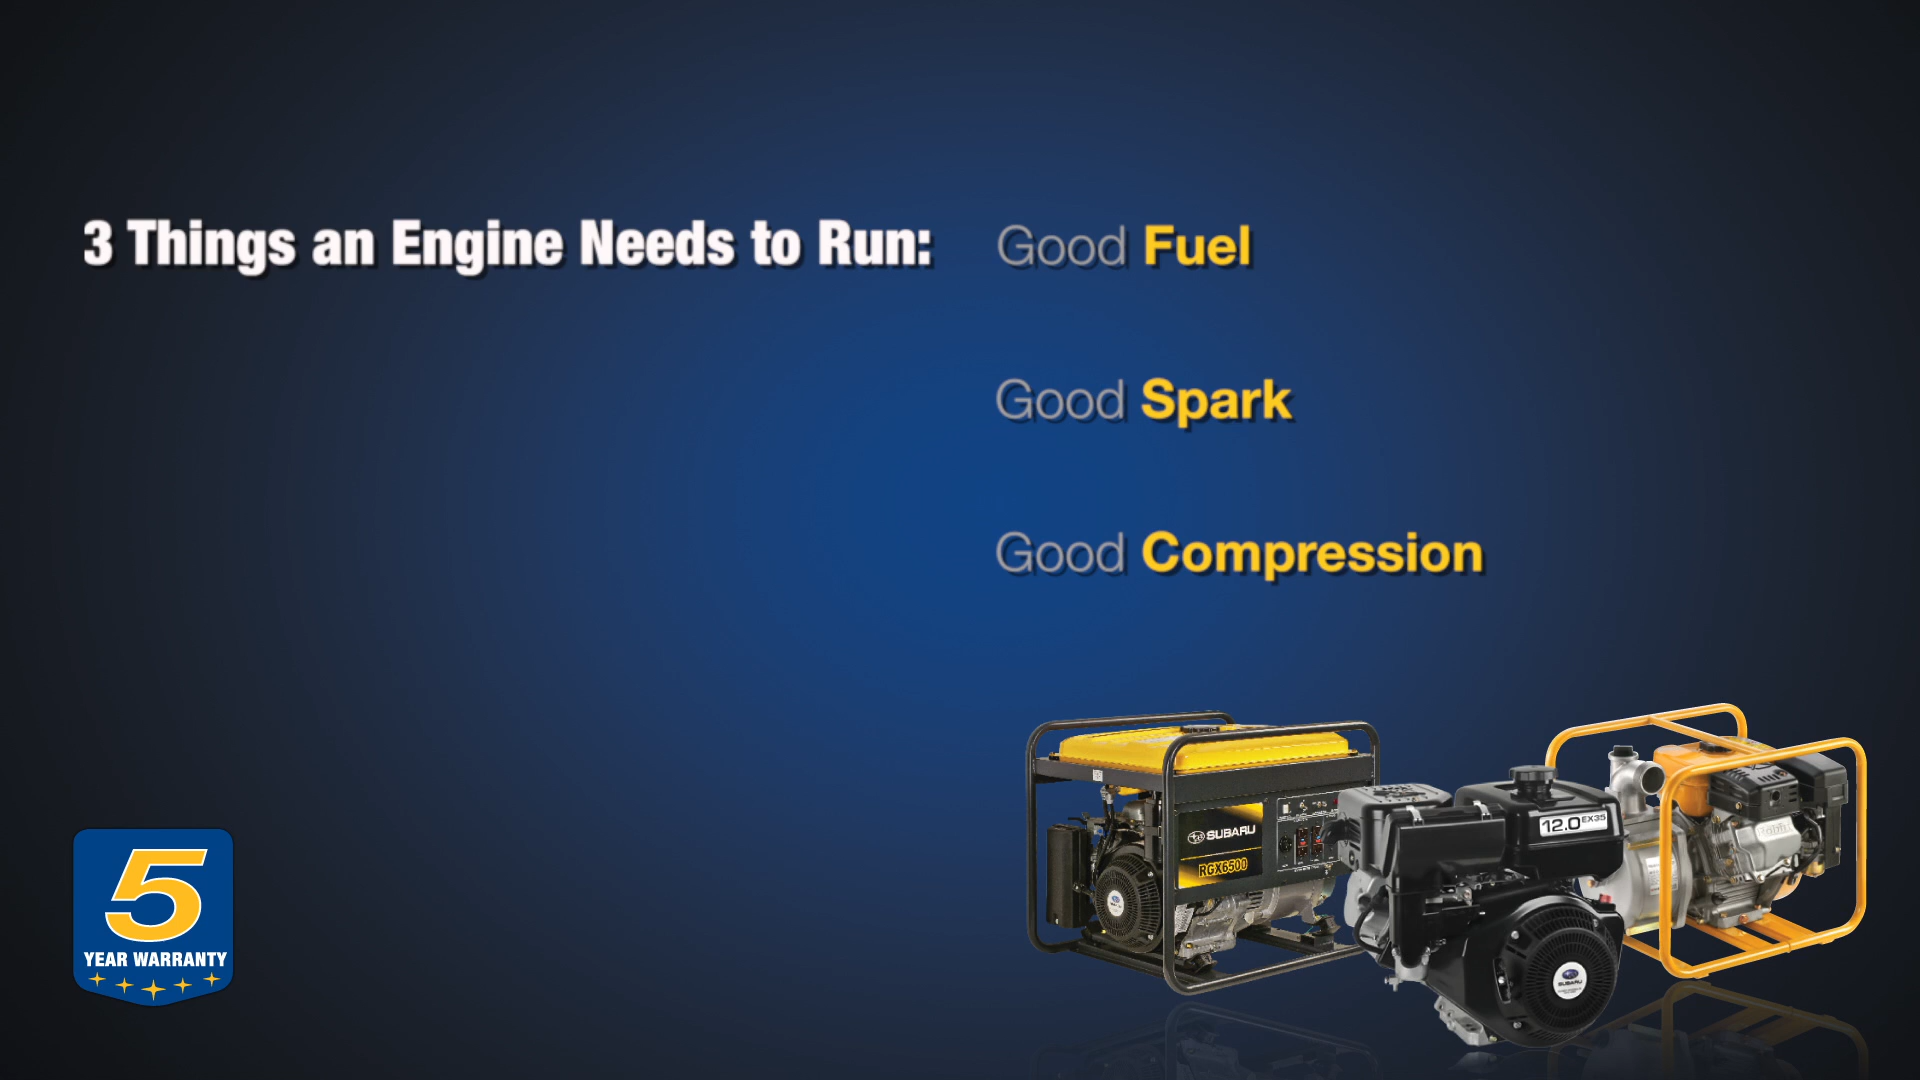 3 Things an Engine Needs to Run: Good Fuel
Good Spark
Good Compression
SUBARU
RGX6500
12.0 EX35
SUBARU
5
YEAR WARRANTY